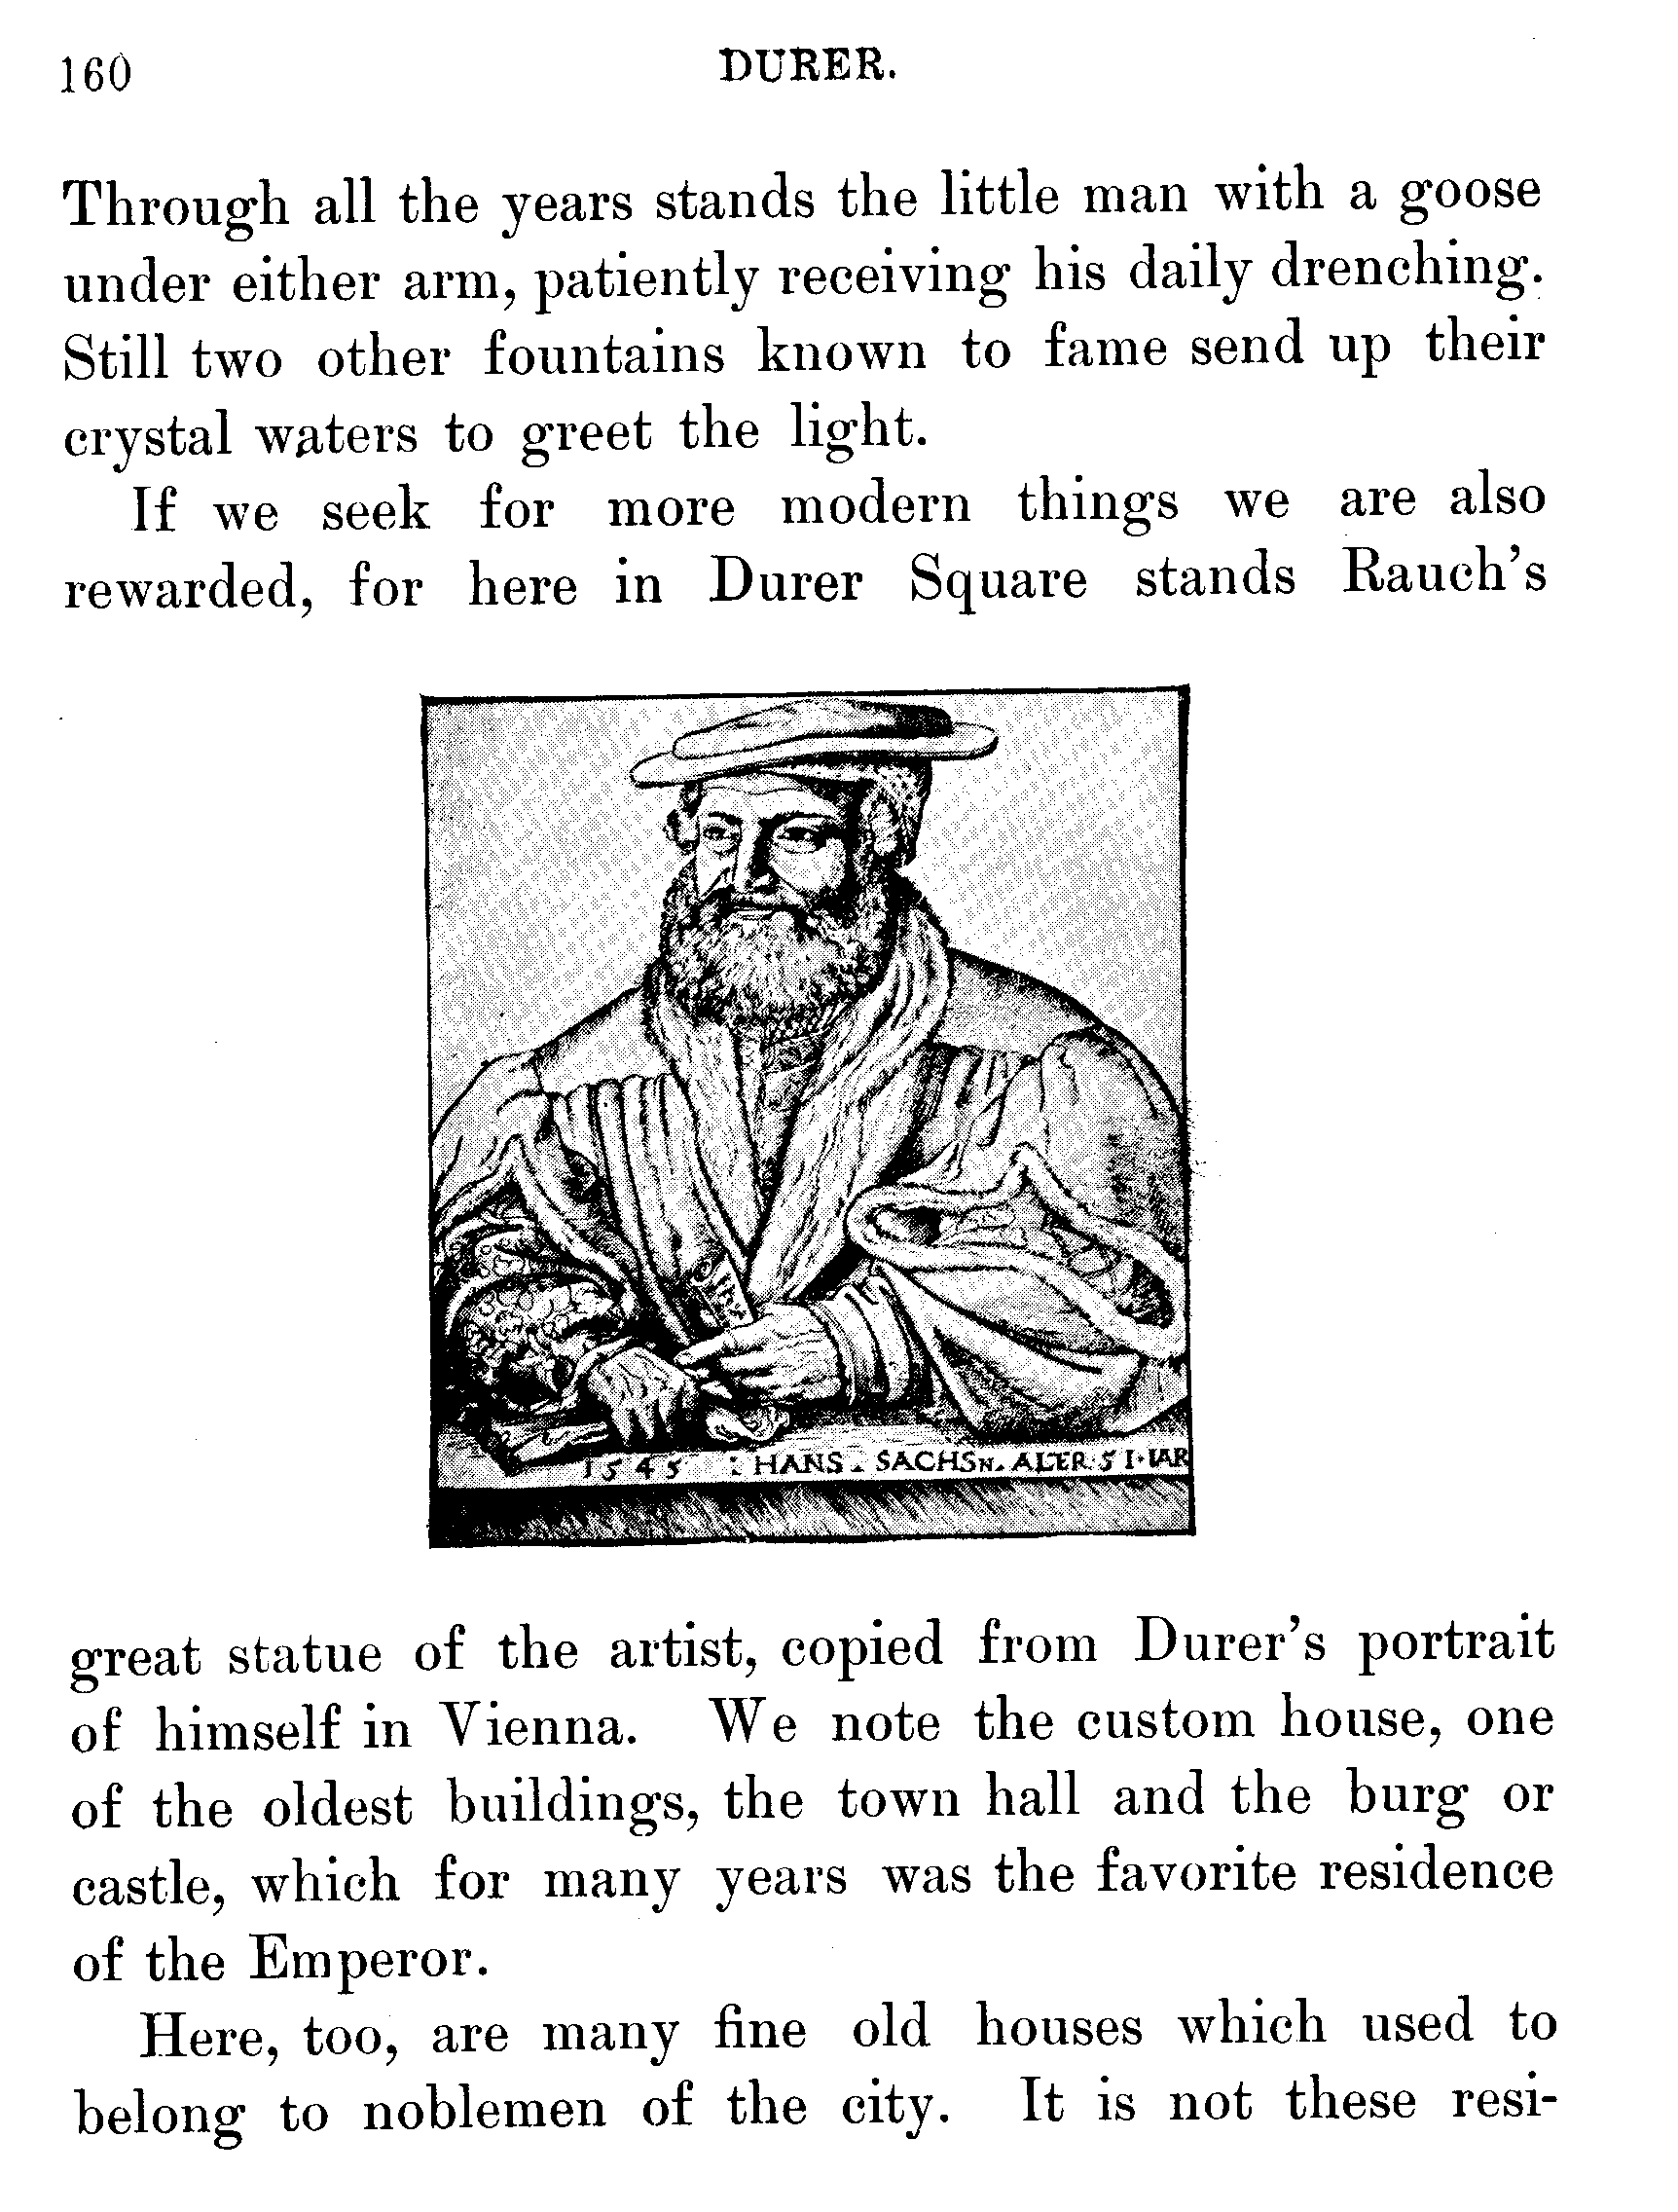 160
DURER.
Through all the years stands the little man with a goose
under either arm, patiently receiving his daily drenching.
Still two other fountains known to fame send up their
crystal waters to greet the light.
If we seek for more modern things we are also
rewarded, for here in Durer Square stands Rauch's
1545 : HANS . SACHSN. ALTER : 51 · IAR
great statue of the artist, copied from Durer's portrait
of himself in Vienna. We note the custom house, one
of the oldest buildings, the town hall and the burg or
castle, which for many years was the favorite residence
of the Emperor.
Here, too, are many fine old houses which used to
belong to noblemen of the city. It is not these resi-